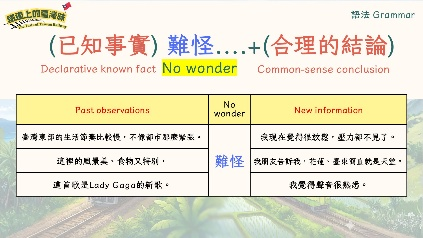 鐵道上的臺灣味
語法 Grammar
(已知事實) 難怪....+(合理的結論)
Declarative known fact No wonder Common-sense conclusion
Past observations
No wonder
New information
臺灣東部的生活節奏比較慢，不像都市那麼緊張。
我現在覺得很放鬆，壓力都不見了。
這裡的風景美、食物又特別，
難怪
我朋友告訴我，花蓮、臺東簡直就是天堂。
這首歌是Lady Gaga的新歌。
我覺得聲音很熟悉。